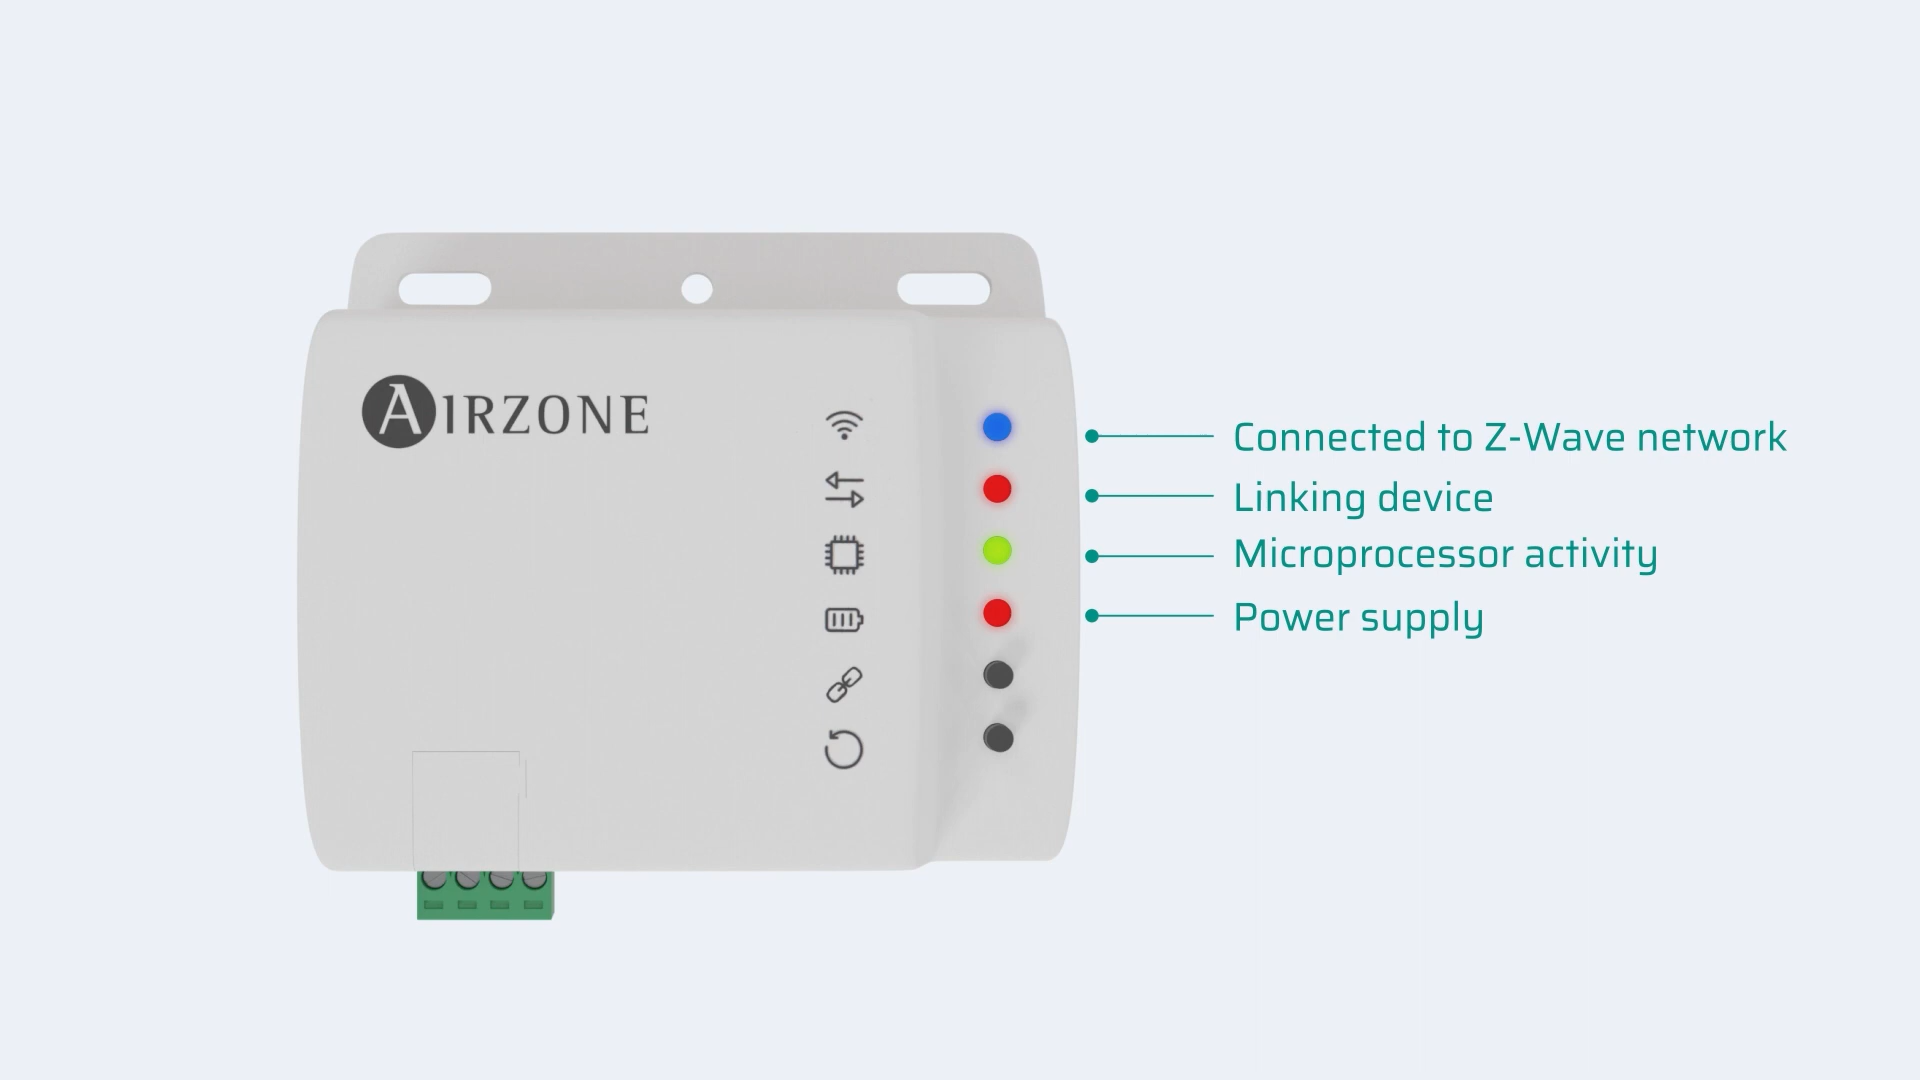 AIRZONE
Connected to Z-Wave network
Linking device
Microprocessor activity
Power supply